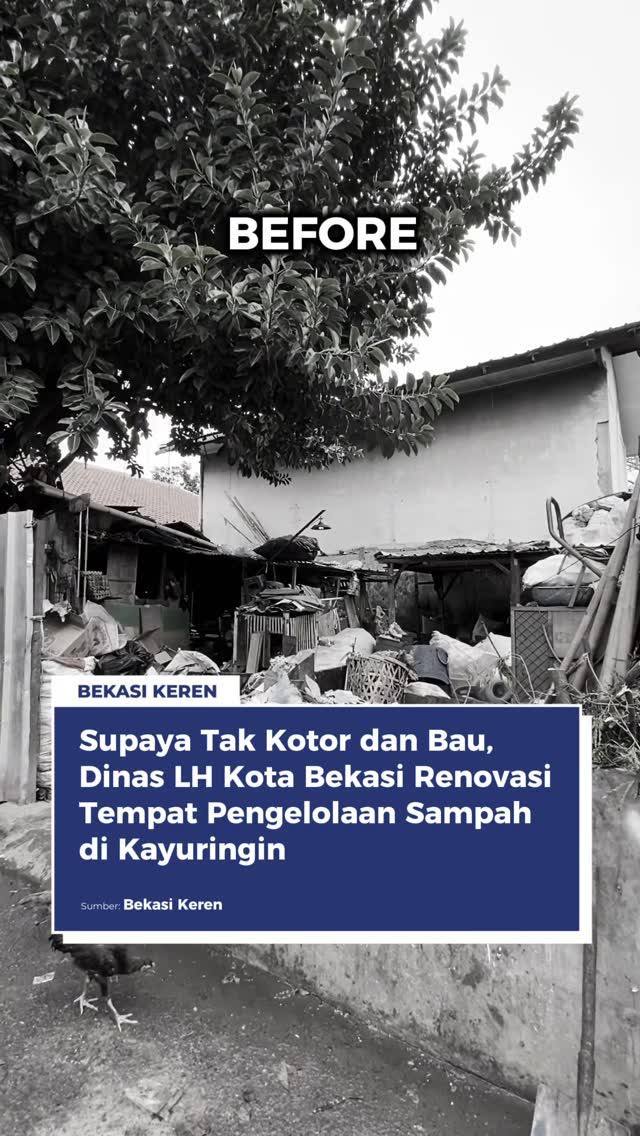 BEFORE
BEKASI KEREN
Supaya Tak Kotor dan Bau,
Dinas LH Kota Bekasi Renovasi
Tempat Pengelolaan Sampah
di Kayuringin
Sumber: Bekasi Keren